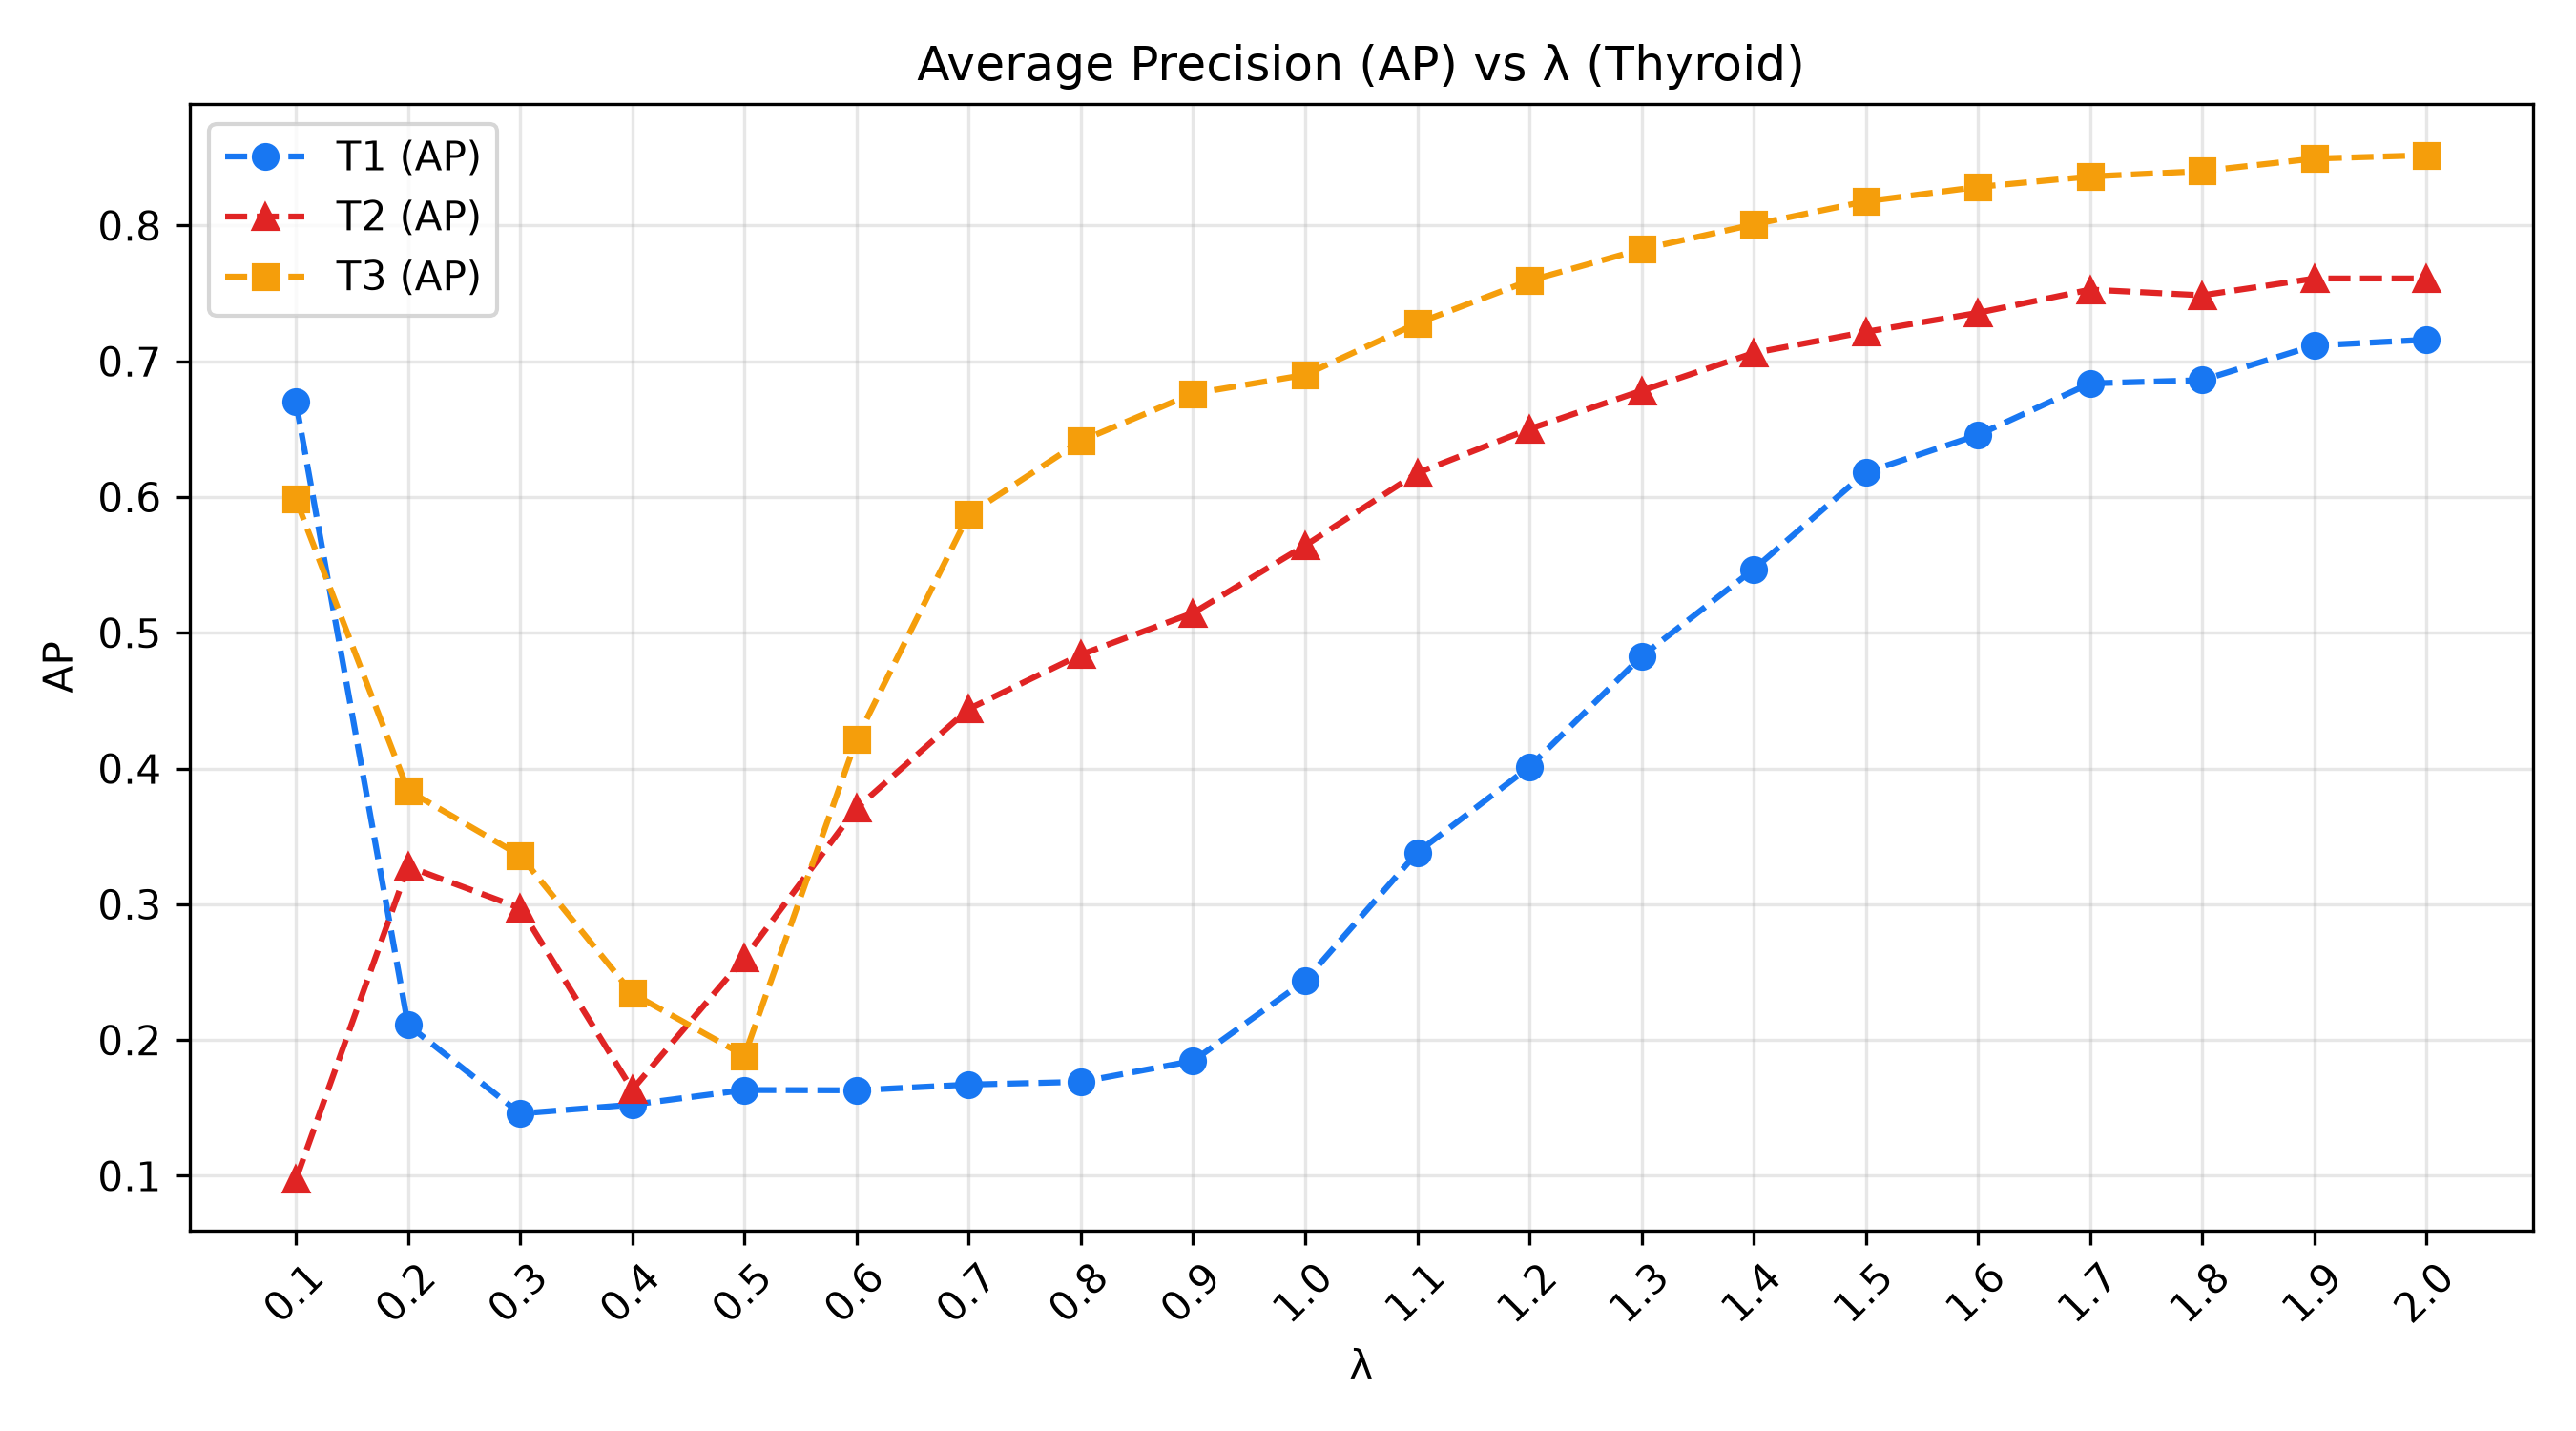 Average Precision (AP) vs λ (Thyroid)
T1 (AP)
T2 (AP)
T3 (AP)
0.8
0.7
0.6
0.5
0.4
0.3
0.2
0.1
AP
0.1 0.2 0.3 0.4 0.5 0.6 0.7 0.8 0.9 1.0 1.1 1.2 1.3 1.4 1.5 1.6 1.7 1.8 1.9 2.0
λ